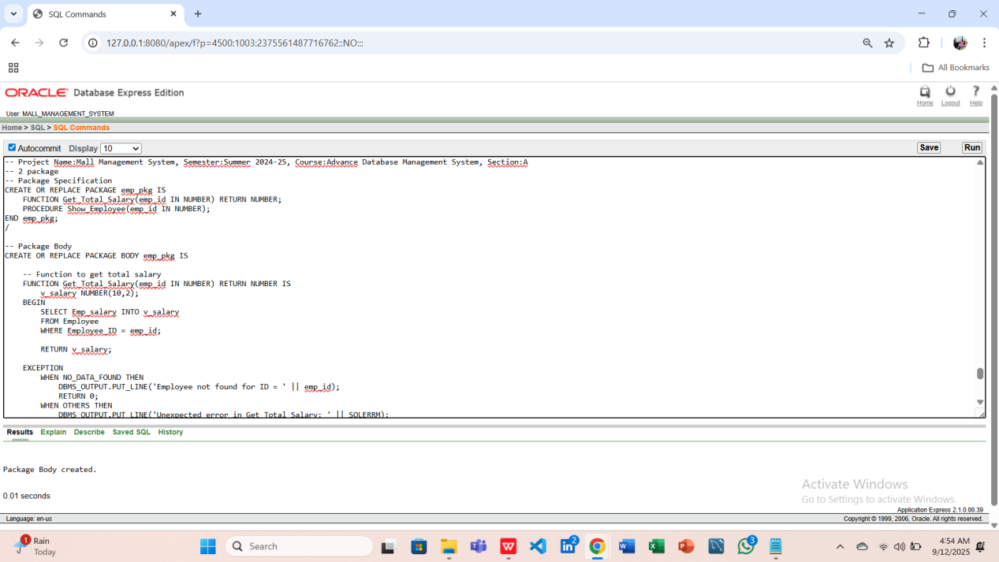 SQL Commands
127.0.0.1:8080/apex/f?p=4500:1003:2375561487716762::NO:::
All Bookmarks
ORACLE Database Express Edition
Home Logout Help
User: MALL_MANAGEMENT_SYSTEM
Home > SQL > SQL Commands
Autocommit Display 10 Save Run
-- Project Name:Mall Management System, Semester:Summer 2024-25, Course:Advance Database Management System, Section:A
-- 2 package
-- Package Specification
CREATE OR REPLACE PACKAGE emp_pkg IS
FUNCTION Get_Total_Salary(emp_id IN NUMBER) RETURN NUMBER;
PROCEDURE Show_Employee(emp_id IN NUMBER);
END emp_pkg;
/
-- Package Body
CREATE OR REPLACE PACKAGE BODY emp_pkg IS
-- Function to get total salary
FUNCTION Get_Total_Salary(emp_id IN NUMBER) RETURN NUMBER IS
v_salary NUMBER(10,2);
BEGIN
SELECT Emp_salary INTO v_salary
FROM Employee
WHERE Employee_ID = emp_id;
RETURN v_salary;
EXCEPTION
WHEN NO_DATA_FOUND THEN
DBMS_OUTPUT.PUT_LINE('Employee not found for ID = ' || emp_id);
RETURN 0;
WHEN OTHERS THEN
DBMS_OUTPUT.PUT_LINE('Unexpected error in Get_Total_Salary: ' || SQLERRM);
Results Explain Describe Saved SQL History
Package Body created.
0.01 seconds
Activate Windows
Go to Settings to activate Windows.
Application Express 2.1.0.00.39
Language: en-us Copyright © 1999, 2006, Oracle. All rights reserved.
1 Rain
Today
Search
2
3
4:54 AM
9/12/2025